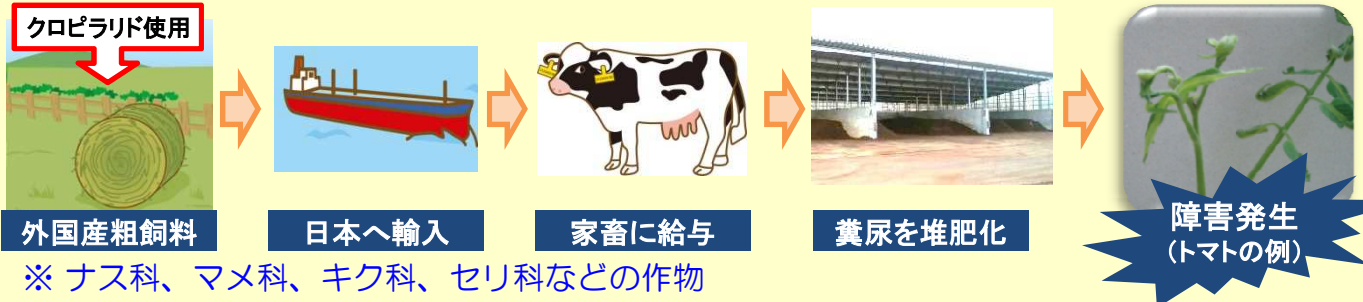 クロピラリド使用
外国産粗飼料
日本へ輸入
家畜に給与
糞尿を堆肥化
障害発生
(トマトの例)
※ ナス科、マメ科、キク科、セリ科などの作物